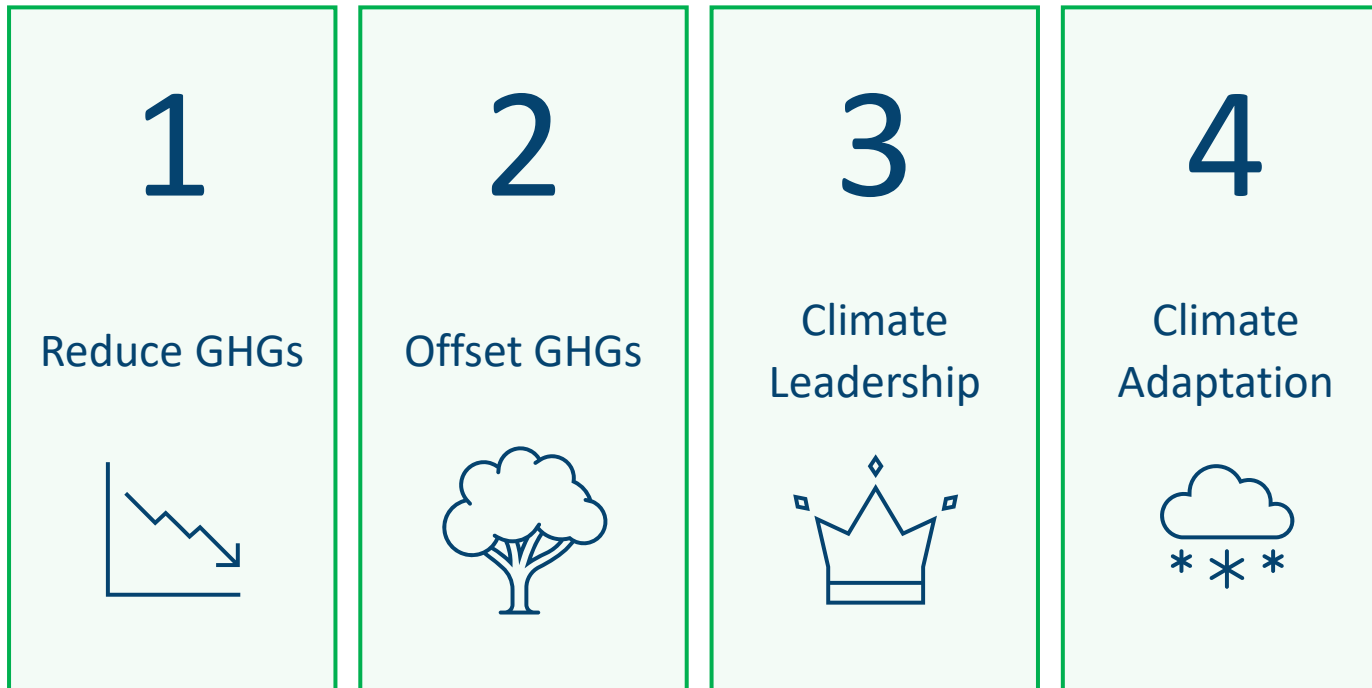 1
Reduce GHGs
2
Offset GHGs
3
Climate
Leadership
4
Climate
Adaptation